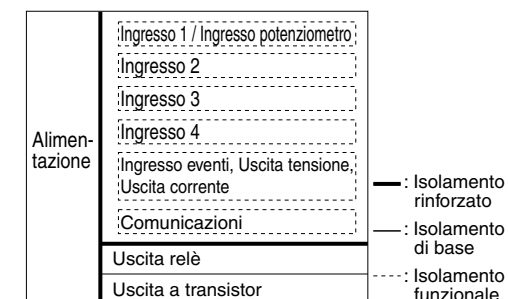 Alimen-
tazione
Ingresso 1 / Ingresso potenziometro
Ingresso 2
Ingresso 3
Ingresso 4
Ingresso eventi, Uscita tensione,
Uscita corrente
Comunicazioni
Uscita relè
Uscita a transistor
: Isolamento
rinforzato
: Isolamento
di base
: Isolamento
funzionale